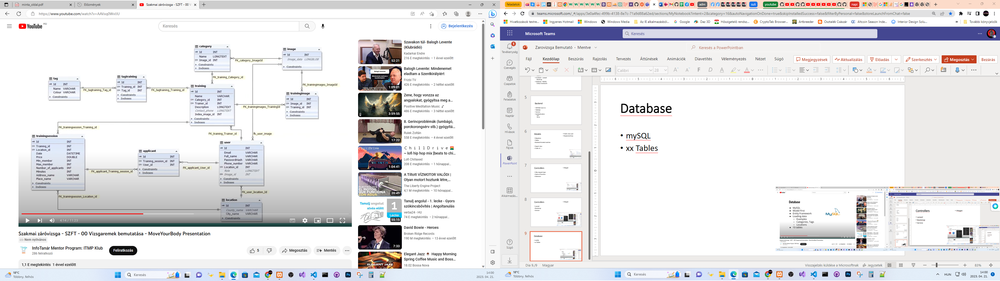 minta_oldal.pdf
Előzmények
Szakmai záróvizsga - SZFT - 00 V
https://www.youtube.com/watch?v=AAVxq0WvIJU
YouTube HU
Keresés
Bejelentkezés
category
Id INT
Name LONGTEXT
Image_id INT
Constraints
Indexes
image
Id INT
Image_data LONGBLOB
Constraints
FK_category_ImageId
FK_training_Category_id
FK_trainingimages_ImageId
tag
Id INT
Name VARCHAR
Colour VARCHAR
Constraints
FK_tagtraining_Tag_id
tagtraining
Id INT
Training_id INT
Tag_id INT
Constraints
Indexes
FK_tagtraining_Training_id
training
Id INT
Name VARCHAR
Category_id INT
Trainer_id INT
Description LONGTEXT
Contact_phone LONGTEXT
Index_image_id INT
Constraints
Indexes
FK_trainingimages_TrainingId
trainingimage
Id INT
Image_id INT
Training_id INT
Constraints
Indexes
FK_trainingsession_Training_id
FK_training_Trainer_id
fk_user_image
trainingsession
Id INT
Training_id INT
Location_id INT
Date DATETIME
Price DOUBLE
Min_member INT
Max_member INT
Number_of_applicants INT
Minutes INT
Address_name VARCHAR
Place_name VARCHAR
Constraints
Indexes
FK_applicant_Training_session_id
applicant
Id INT
Training_session_id INT
User_id INT
Constraints
Indexes
FK_applicant_User_id
user
Id INT
Email VARCHAR
Full_name VARCHAR
PasswordHash VARCHAR
Phone_number VARCHAR
Location_id INT
Role LONGTEXT
Image_id INT
Constraints
Indexes
FK_user_location_Id
FK_trainingsession_Location_id
location
Id INT
County_name VARCHAR
City_name VARCHAR
Constraints
4:14 / 11:23
Szakmai záróvizsga - SZFT - 00 Vizsgaremek bemutatása - MoveYourBody Presentation
Nem nyilvános
InfoTanár Mentor Program: ITMP Klub
286 feliratkozó
Feliratkozás
5
Megosztás
Mentés
1,1 E megtekintés 1 évvel ezelőtt
Szavakon túl- Balogh Levente (Klubrádió)
Kadarkai Endre
216 E megtekintés • 1 évvel ezelőtt
52:21
Balogh Levente: Mindenemet eladtam a Szentkirályiért
Frizbi TV
426 E megtekintés • 2 héttel ezelőtt
1:09:01
Zene, hogy vonzza az angyalokat, gyógyítsa meg a...
Positive Meditation Music
486 E megtekintés • 3 héttel ezelőtt
3:59:55
8. Gerincproblémák (lumbágó, porckorongsérv stb.) gyógyítá...
Rulek Zoltán
558 E megtekintés • 4 évvel ezelőtt
17:22
ChillDrive
ＣｈｉｌｌＤｒｉｖｅ ~ lofi hip hop mix [beats to chi...
Lofi Chillaxed
208 E megtekintés • 1 hónappal...
1:04:41
A Tiltott VÍZMOTOR VALÓDI | Olyan motort hoztunk létre,...
The Liberty Engine Project
4,1 M megtekintés • 10 hónappal...
ELECTRÓLISIS: EL MOTOR QUE FUNCIONA CON AGUA
20:49
Tanulj angolul - 1. lecke - Gyors szókincsbővítés | Angoltanulás
verba24 - HU
74 E megtekintés • 2 hónappal...
Tanulj angolul alvás előtt
1 Lecke
55:15
David Bowie - Heroes
Broken Ridge Records
190 M megtekintés • 13 évvel ezelőtt
7:33
Elegant Jazz Happy Morning Spring Coffee Music and Boss...
18.02 Bossa Nova
ELEGANT JAZZ
18°C
Többny. felhős
Keresés
14:00
2023. 04. 21.
feladatok
adm
suli
youtube
napi
teams.microsoft.com/_#/apps/3e0a4fec-499b-4138-8e7c-71a9d88a62ed/sections/MyNotebook?intent=2&category=16&autoNavigationOnDone=true&skipInstalledSuccess=false&filterByPersonal=false&storeLaunchFromChat=false
Hivatkozások testre...
Ingyenes Hotmail
Windows
Windows Media
Az IE alkalmazásból...
Google
Daz 3D
Hőszigetelő rendsz...
CryptoTab Browser...
Artbreeder
Osztálék Császár
Altcoin Season Inde...
Interior Design Solu...
További könyvjelzők
Microsoft Teams
Keresés
Tevékenység
Csevegés
Csapatok
Feladatok
Naptár
Hívások
Fájlok
PowerPoint
Alkalmazás...
Súgó
Zarovizsga Bemutató - Mentve
Keresés a PowerPointban
Fájl Kezdőlap Beszúrás Rajzolás Tervezés Áttűnések Animációk Diavetítés Véleményezés Nézet Súgó
Megjegyzések
Aktualizálás
Előadás
Szerkesztés
Megosztás
Bezárás
Calibri 28
5
Backend
6
Models
7
Controllers
8
Controllers
9
Database
Database
• mySQL
• xx Tables
Database
MySQL
Model First
Entity Framework
Loading data
Examples
Categories, Tags
Locations
10 tables
Controllers
Dia 9./9 Magyar
Visszajelzés küldése a Microsoftnak
Jegyzetek
83%
18°C
Többny. felhős
Keresés
HUN
14:00
2023. 04. 21.